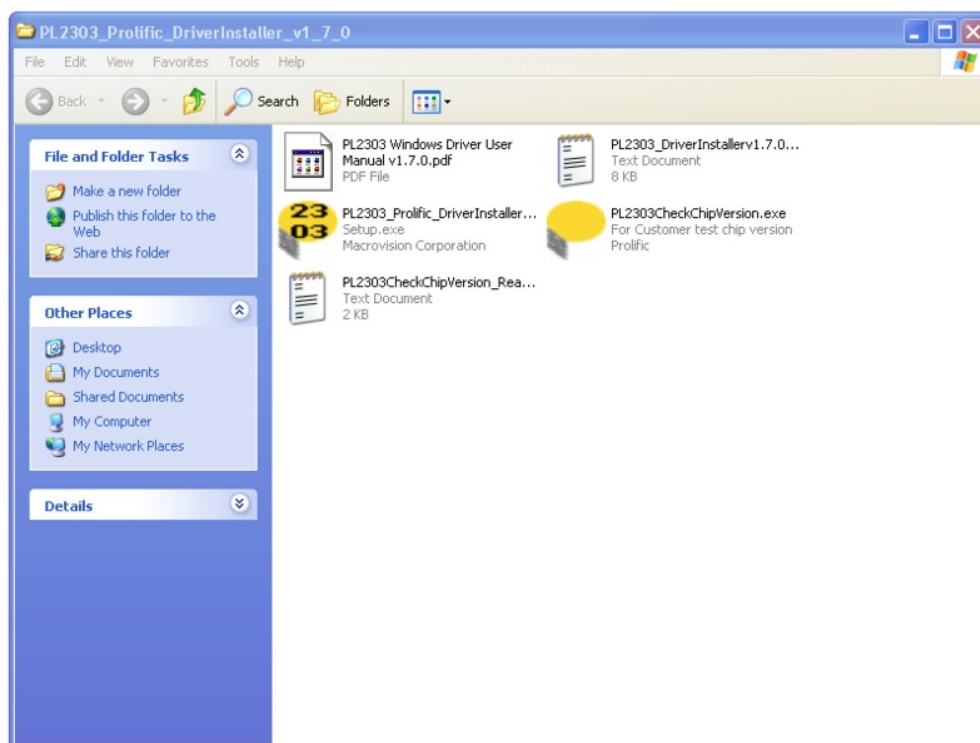 PL2303_Prolific_DriverInstaller_v1_7_0
File Edit View Favorites Tools Help
Back Search Folders
File and Folder Tasks
Make a new folder
Publish this folder to the
Web
Share this folder
Other Places
Desktop
My Documents
Shared Documents
My Computer
My Network Places
Details
PL2303 Windows Driver User
Manual v1.7.0.pdf
PDF File
PL2303_DriverInstallerv1.7.0...
Text Document
8 KB
23
03
PL2303_Prolific_DriverInstaller...
Setup.exe
Macrovision Corporation
PL2303CheckChipVersion.exe
For Customer test chip version
Prolific
PL2303CheckChipVersion_Rea...
Text Document
2 KB